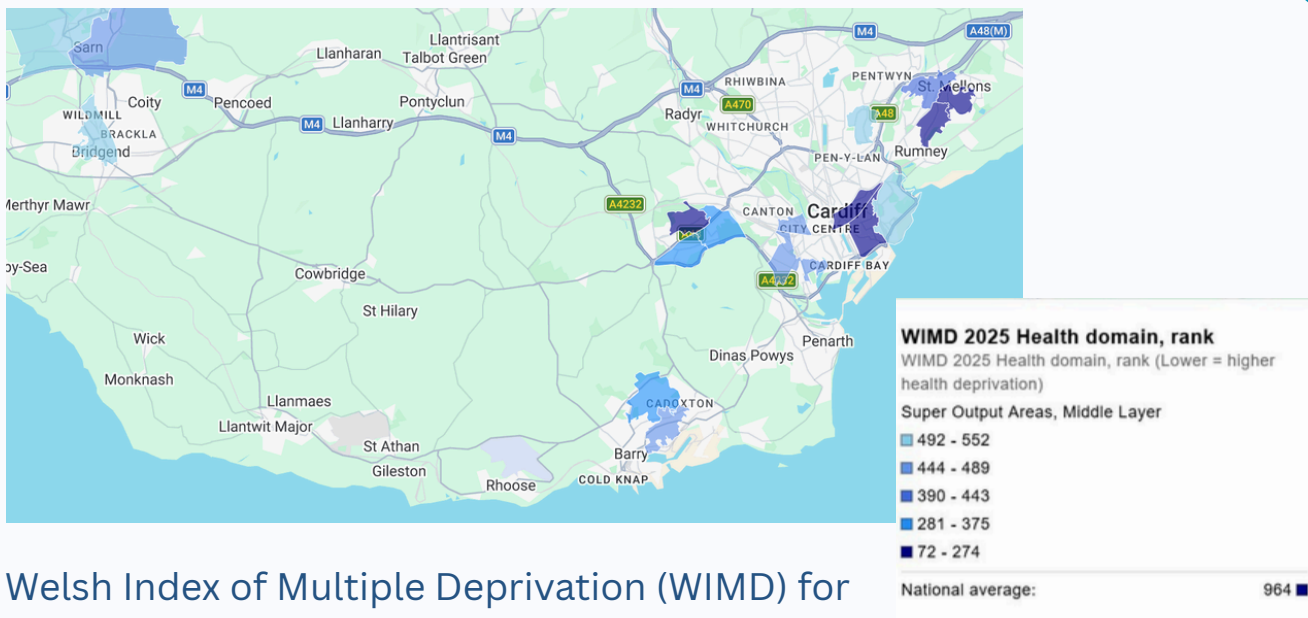 Sarn
Llanharan
Llantrisant
Talbot Green
M4
A48(M)
RHIWBINA
PENTWYN
St. Mellons
M4
Coity
Pencoed
Pontyclun
M4
A470
Radyr
WHITCHURCH
A48
WILDMILL
BRACKLA
Bridgend
M4
Llanharry
M4
PEN-Y-LAN
Rumney
Merthyr Mawr
A4232
CANTON
Cardiff
CITY CENTRE
by-Sea
Cowbridge
CARDIFF BAY
A4232
St Hilary
Wick
Penarth
Dinas Powys
Monknash
Llanmaes
CADOXTON
Llantwit Major
St Athan
Gileston
Barry
Rhoose
COLD KNAP
WIMD 2025 Health domain, rank
WIMD 2025 Health domain, rank (Lower = higher
health deprivation)
Super Output Areas, Middle Layer
492 - 552
444 - 489
390 - 443
281 - 375
72 - 274
National average: 964
Welsh Index of Multiple Deprivation (WIMD) for